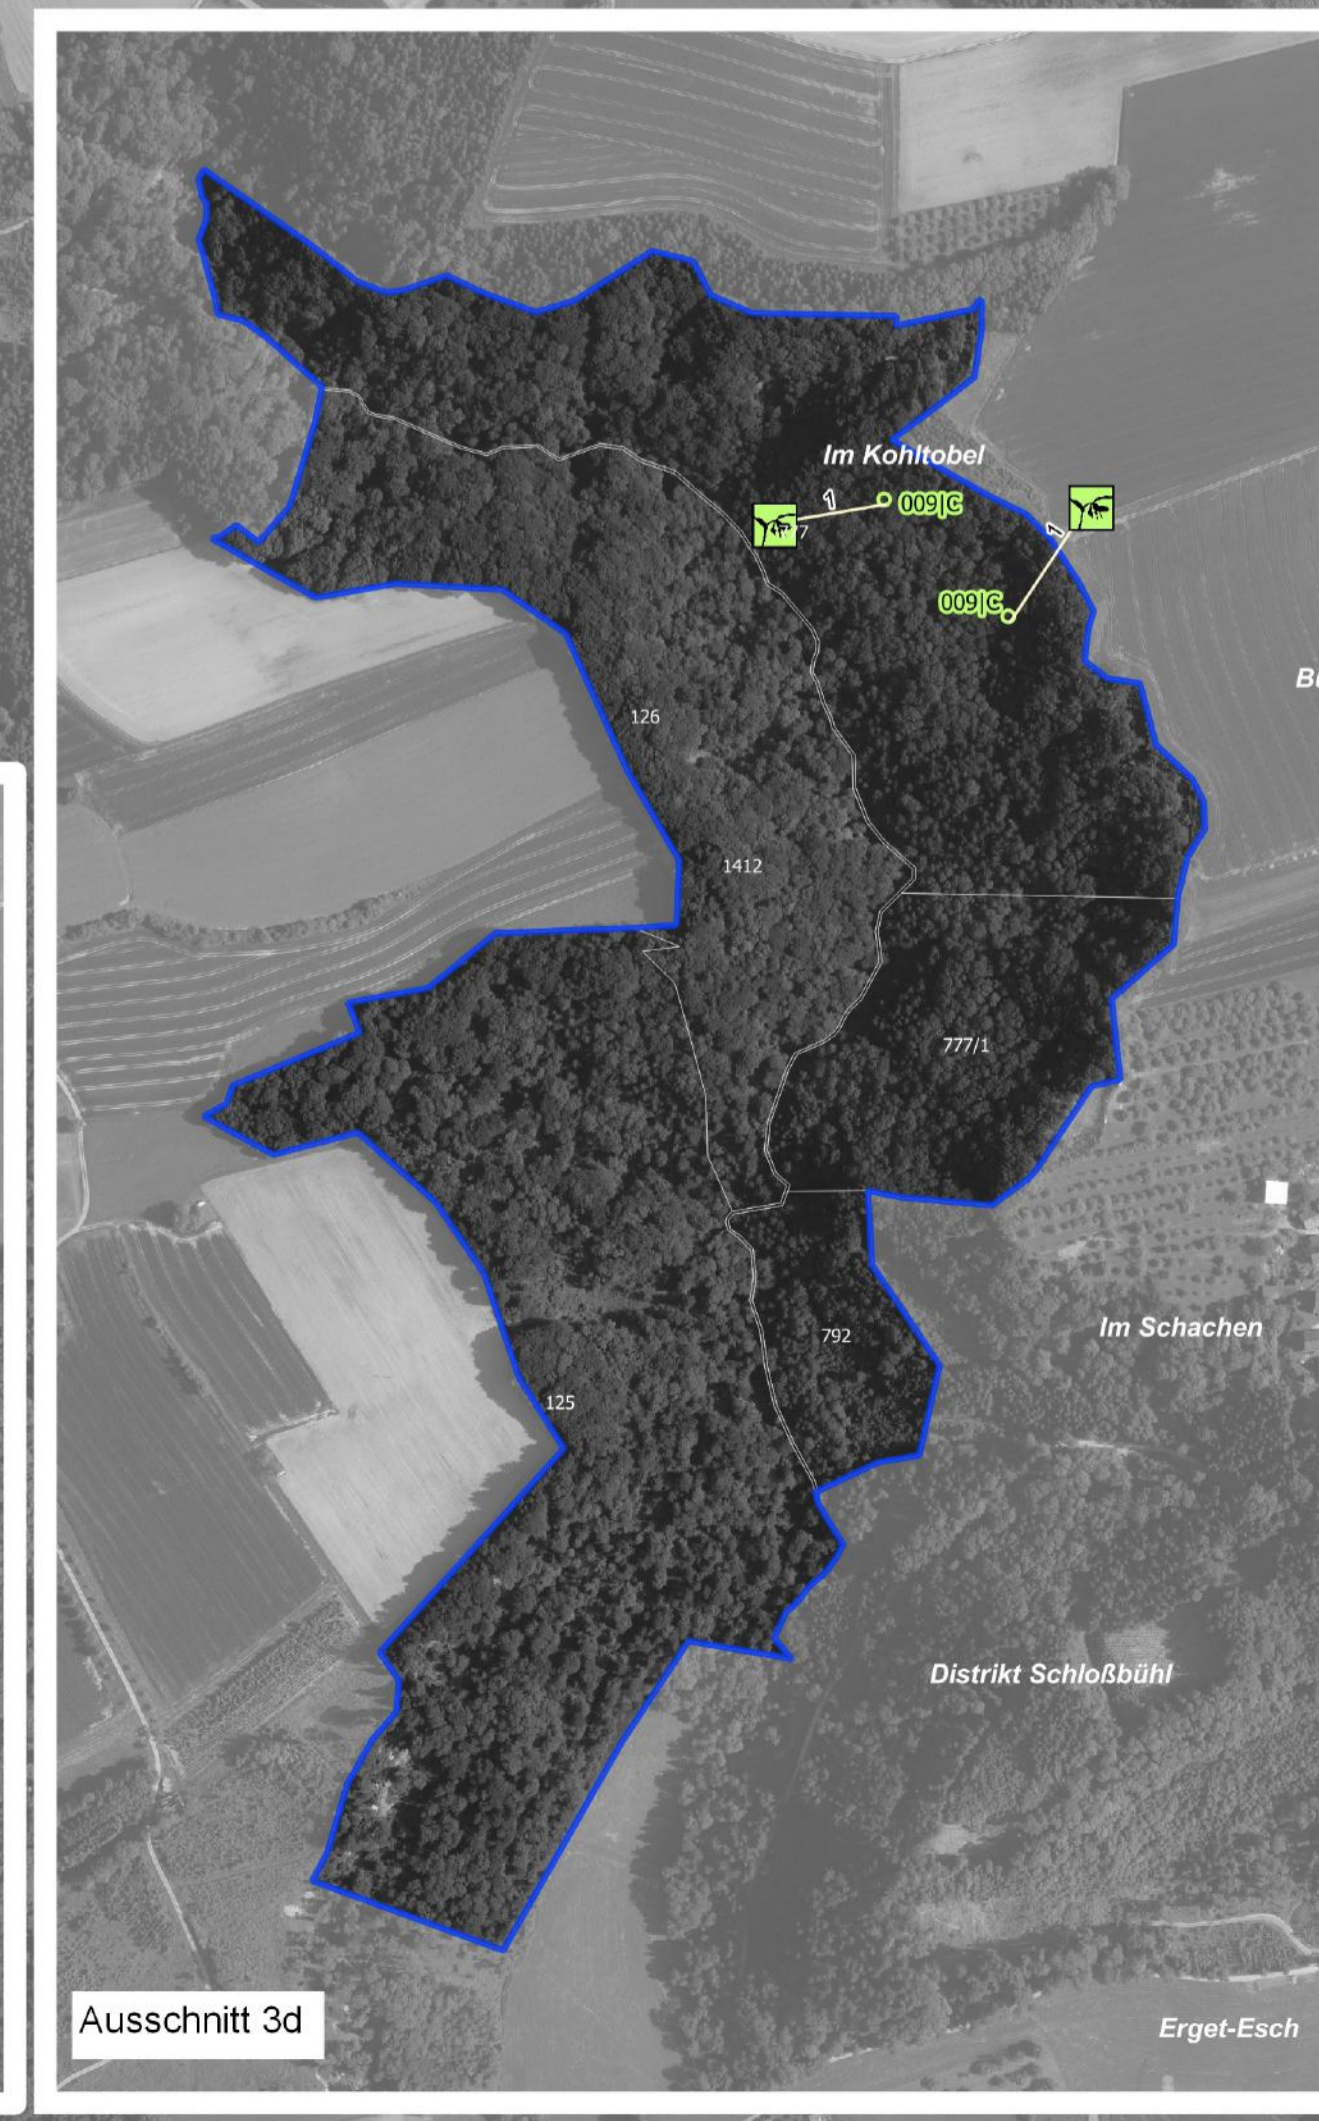 Im Kohltobel
1
009|C
1
009|C
126
1412
777/1
792
125
Im Schachen
Distrikt Schloßbühl
Erget-Esch
Ausschnitt 3d